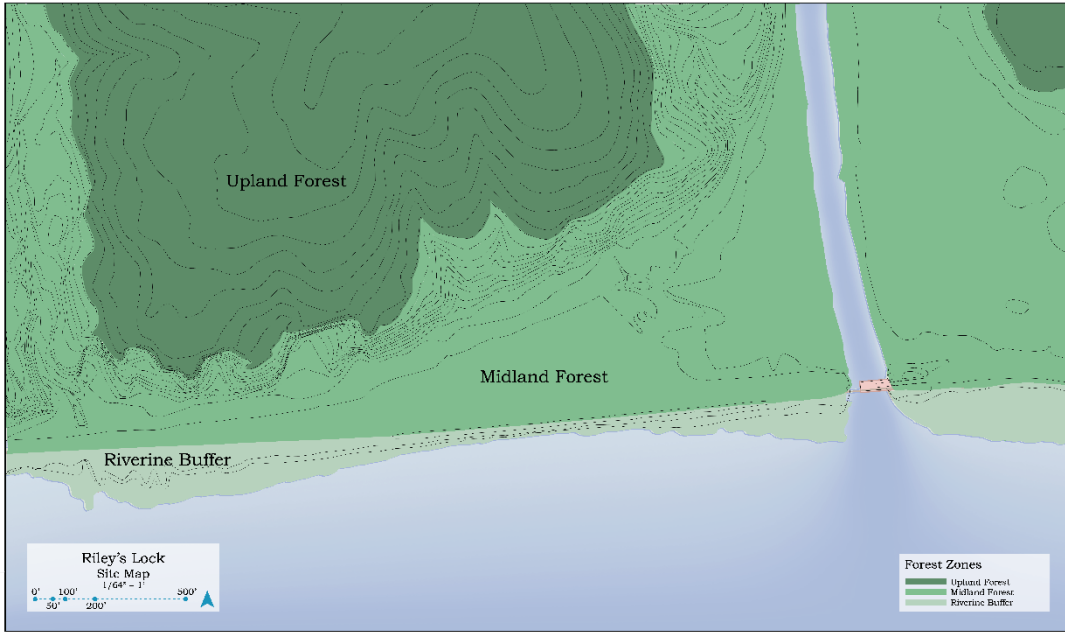 Upland Forest
Midland Forest
Riverine Buffer
Riley's Lock
Site Map
1/64" - 1'
0' 100' 500'
50' 200'
Forest Zones
Upland Forest
Midland Forest
Riverine Buffer